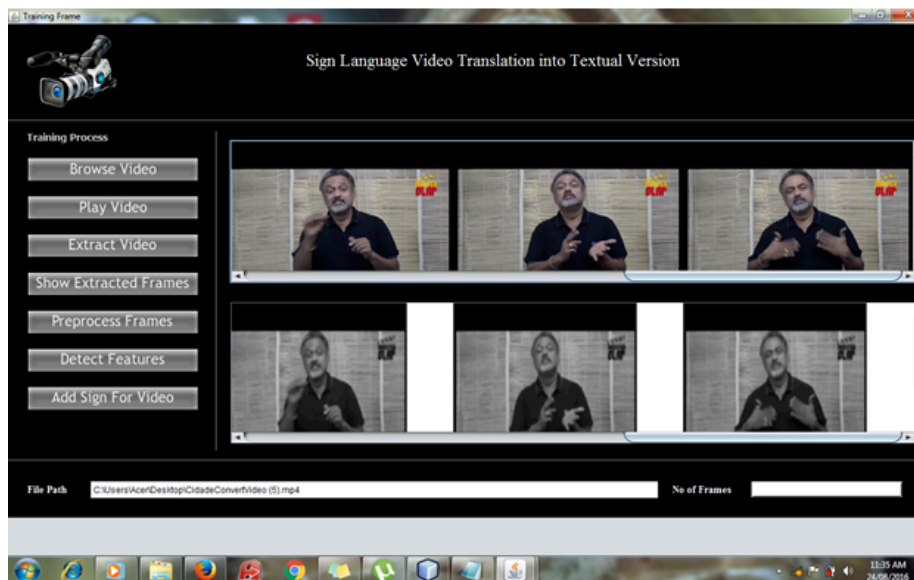 Training Frame
Sign Language Video Translation into Textual Version
Training Process
Browse Video
Play Video
Extract Video
Show Extracted Frames
Preprocess Frames
Detect Features
Add Sign For Video
File Path
C:\Users\Acer\Desktop\CidadeConvertVideo (5).mp4
No of Frames
11:35 AM
24/08/2016